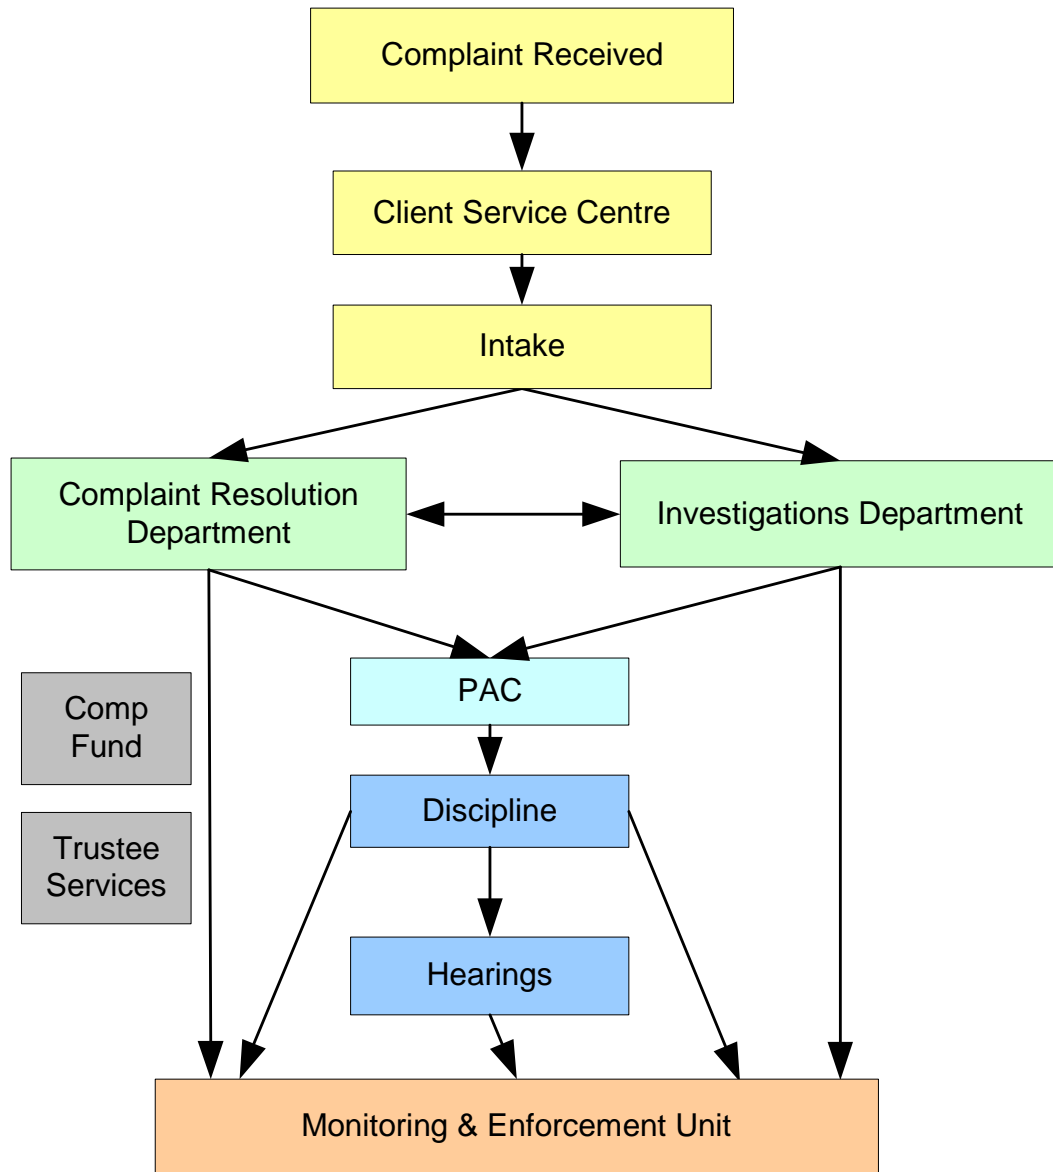 Complaint Received
Client Service Centre
Intake
Complaint Resolution
Department
Investigations Department
PAC
Comp
Fund
Discipline
Trustee
Services
Hearings
Monitoring & Enforcement Unit